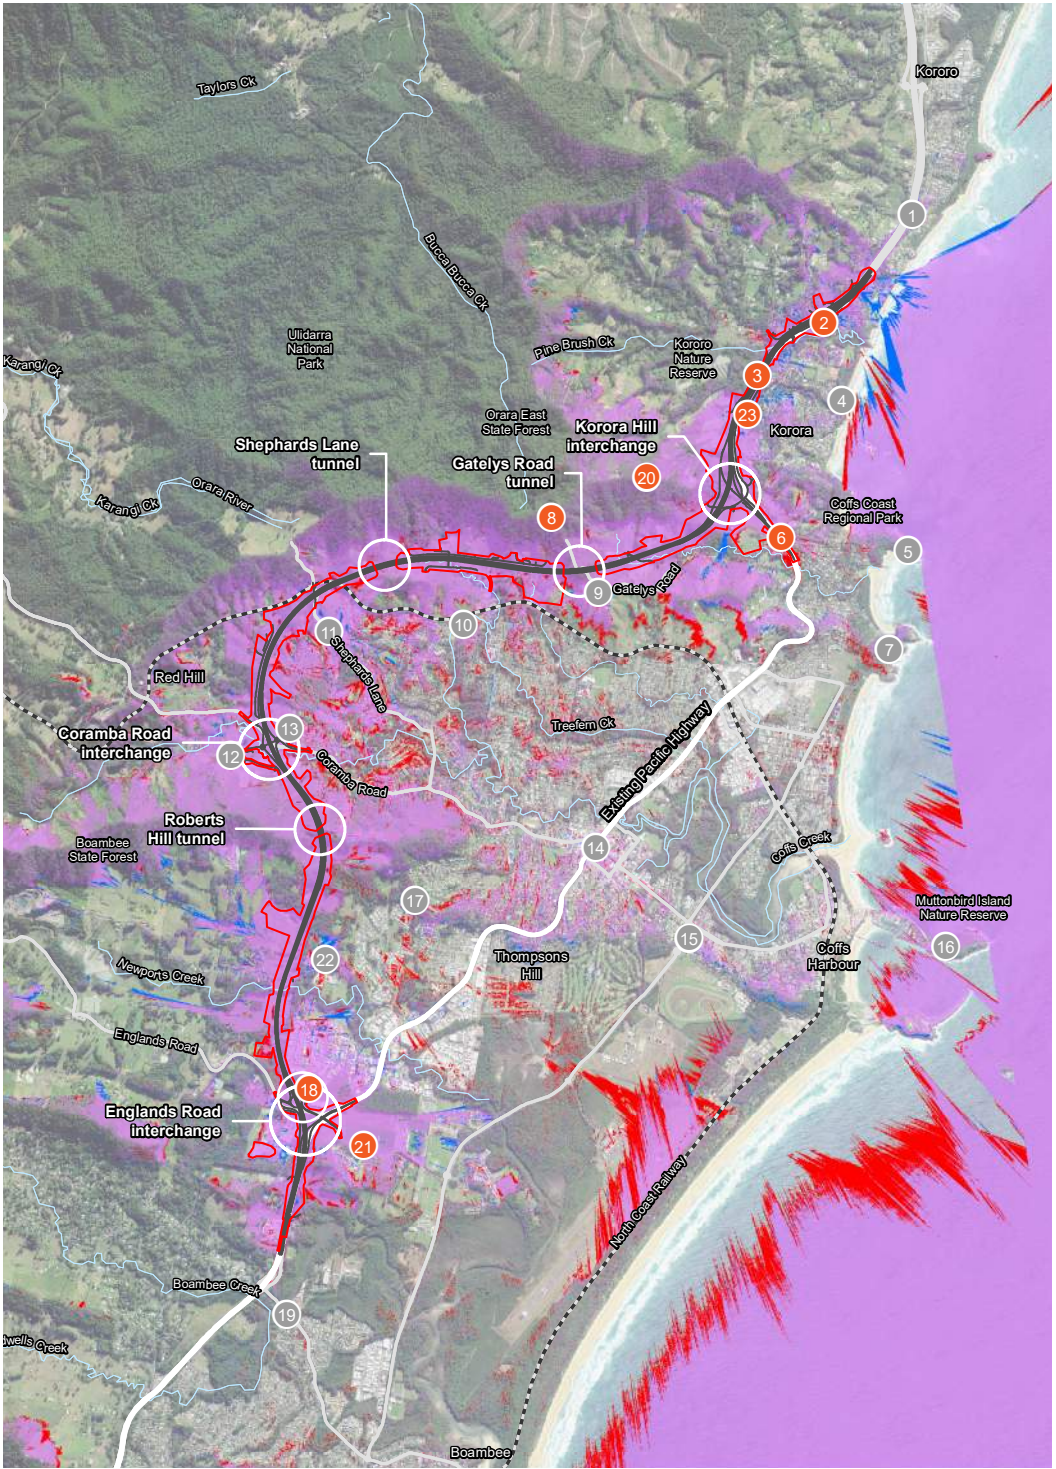 Kororo
Taylors Ck
1
Bucca Bucca Ck
2
Ulidarra
National
Park
Pine Brush Ck
Kororo
Nature
Reserve
Karangi Ck
3
4
23
Orara East
State Forest
Korora Hill
interchange
Korora
Shephards Lane
tunnel
Gatelys Road
tunnel
20
Karangi Ck
Orara River
8
Coffs Coast
Regional Park
6
5
9
Gatelys Road
10
11
Shephards Lane
7
Red Hill
Treefern Ck
Existing Pacific Highway
13
Coramba Road
interchange
12
Coramba Road
Roberts
Hill tunnel
Boambee
State Forest
14
Coffs Creek
17
Muttonbird Island
Nature Reserve
15
16
Coffs
Harbour
22
Thompsons
Hill
Newports Creek
Englands Road
18
Englands Road
interchange
21
North Coast Railway
Boambee Creek
19
dwells Creek
Boambee